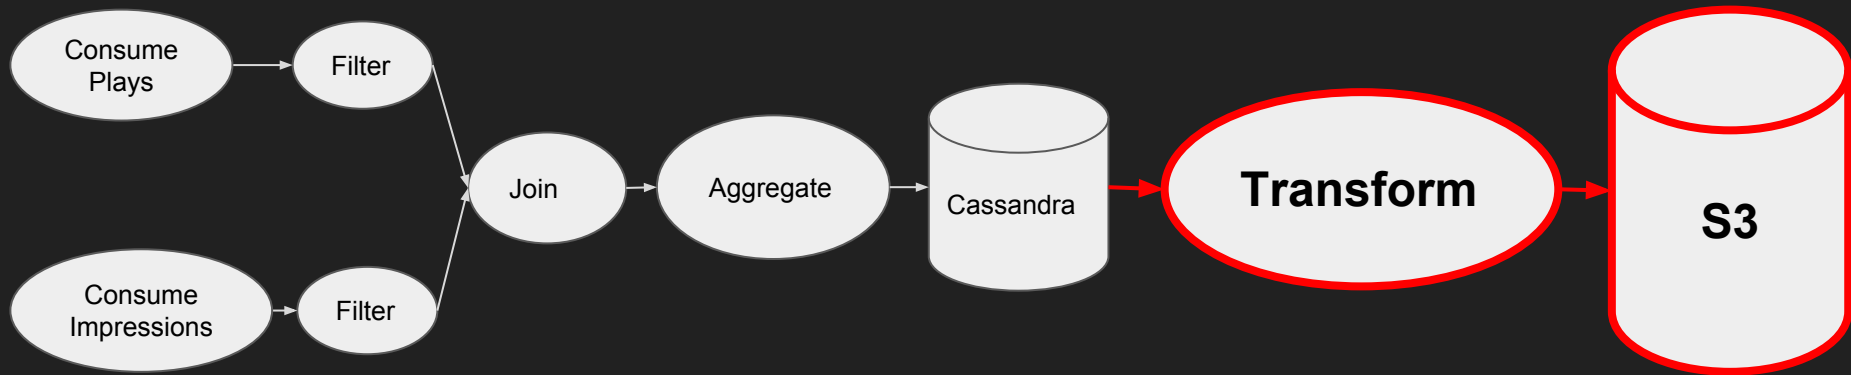 Consume
Plays
Filter
Join
Aggregate
Cassandra
Transform
S3
Consume
Impressions
Filter